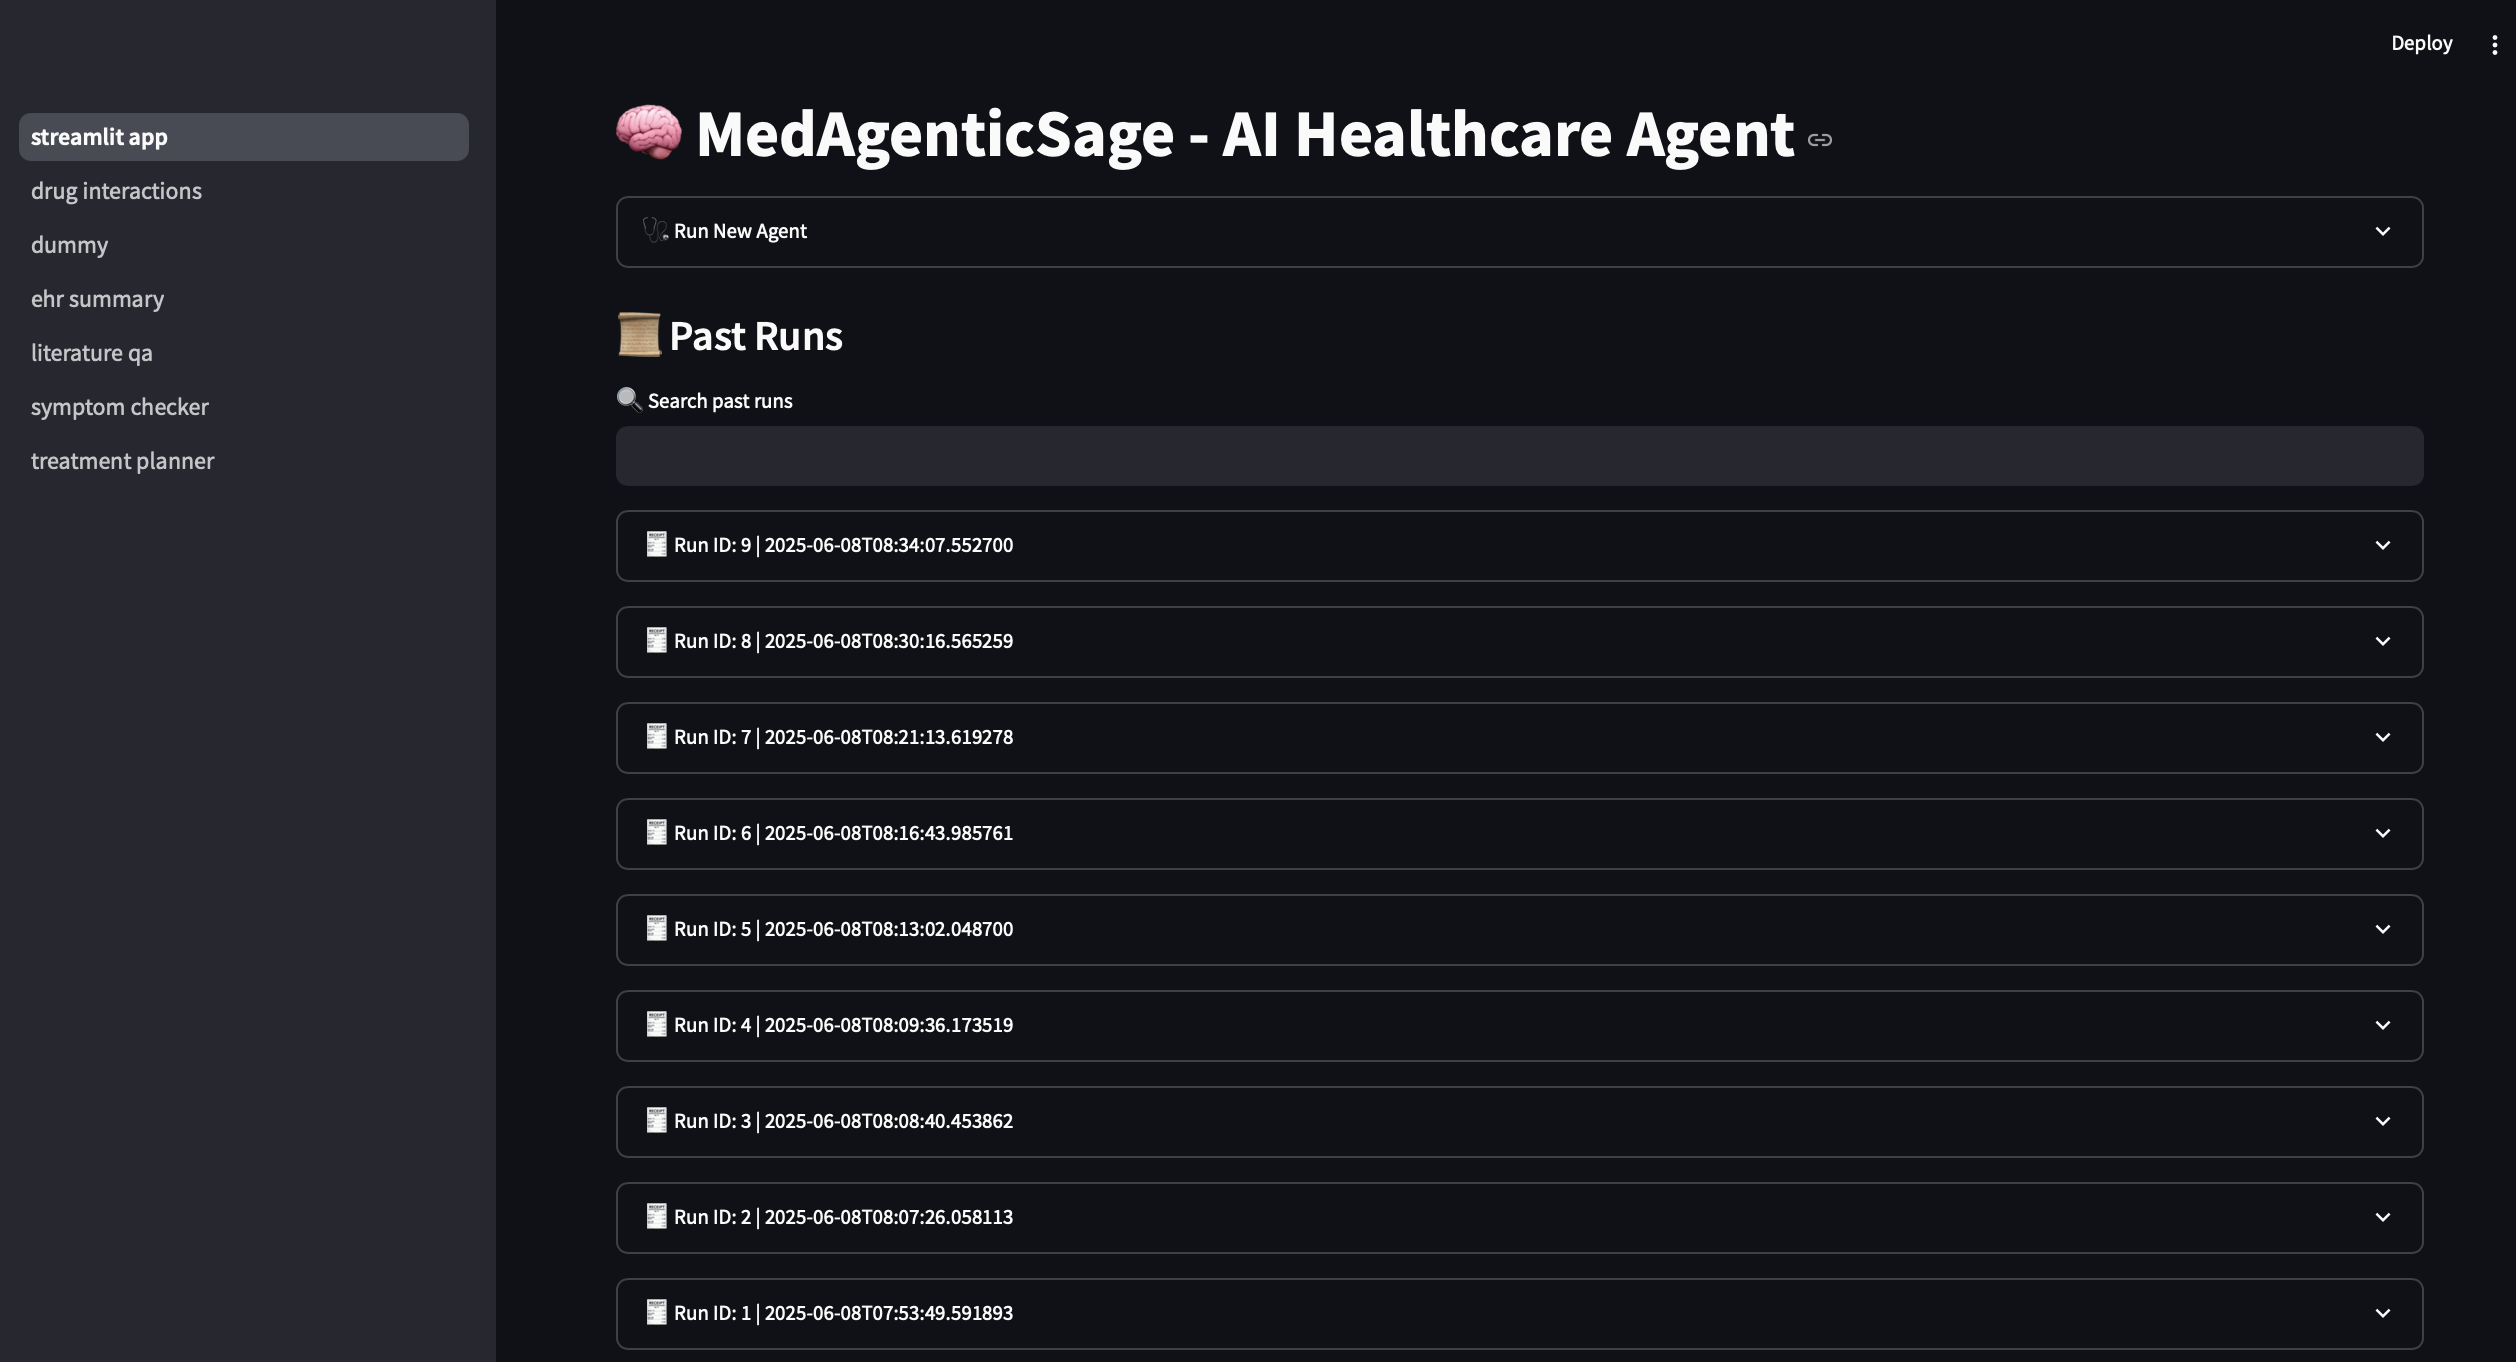 Deploy
streamlit app
drug interactions
dummy
ehr summary
literature qa
symptom checker
treatment planner
MedAgenticSage - AI Healthcare Agent
Run New Agent
Past Runs
Search past runs
Run ID: 9 | 2025-06-08T08:34:07.552700
Run ID: 8 | 2025-06-08T08:30:16.565259
Run ID: 7 | 2025-06-08T08:21:13.619278
Run ID: 6 | 2025-06-08T08:16:43.985761
Run ID: 5 | 2025-06-08T08:13:02.048700
Run ID: 4 | 2025-06-08T08:09:36.173519
Run ID: 3 | 2025-06-08T08:08:40.453862
Run ID: 2 | 2025-06-08T08:07:26.058113
Run ID: 1 | 2025-06-08T07:53:49.591893